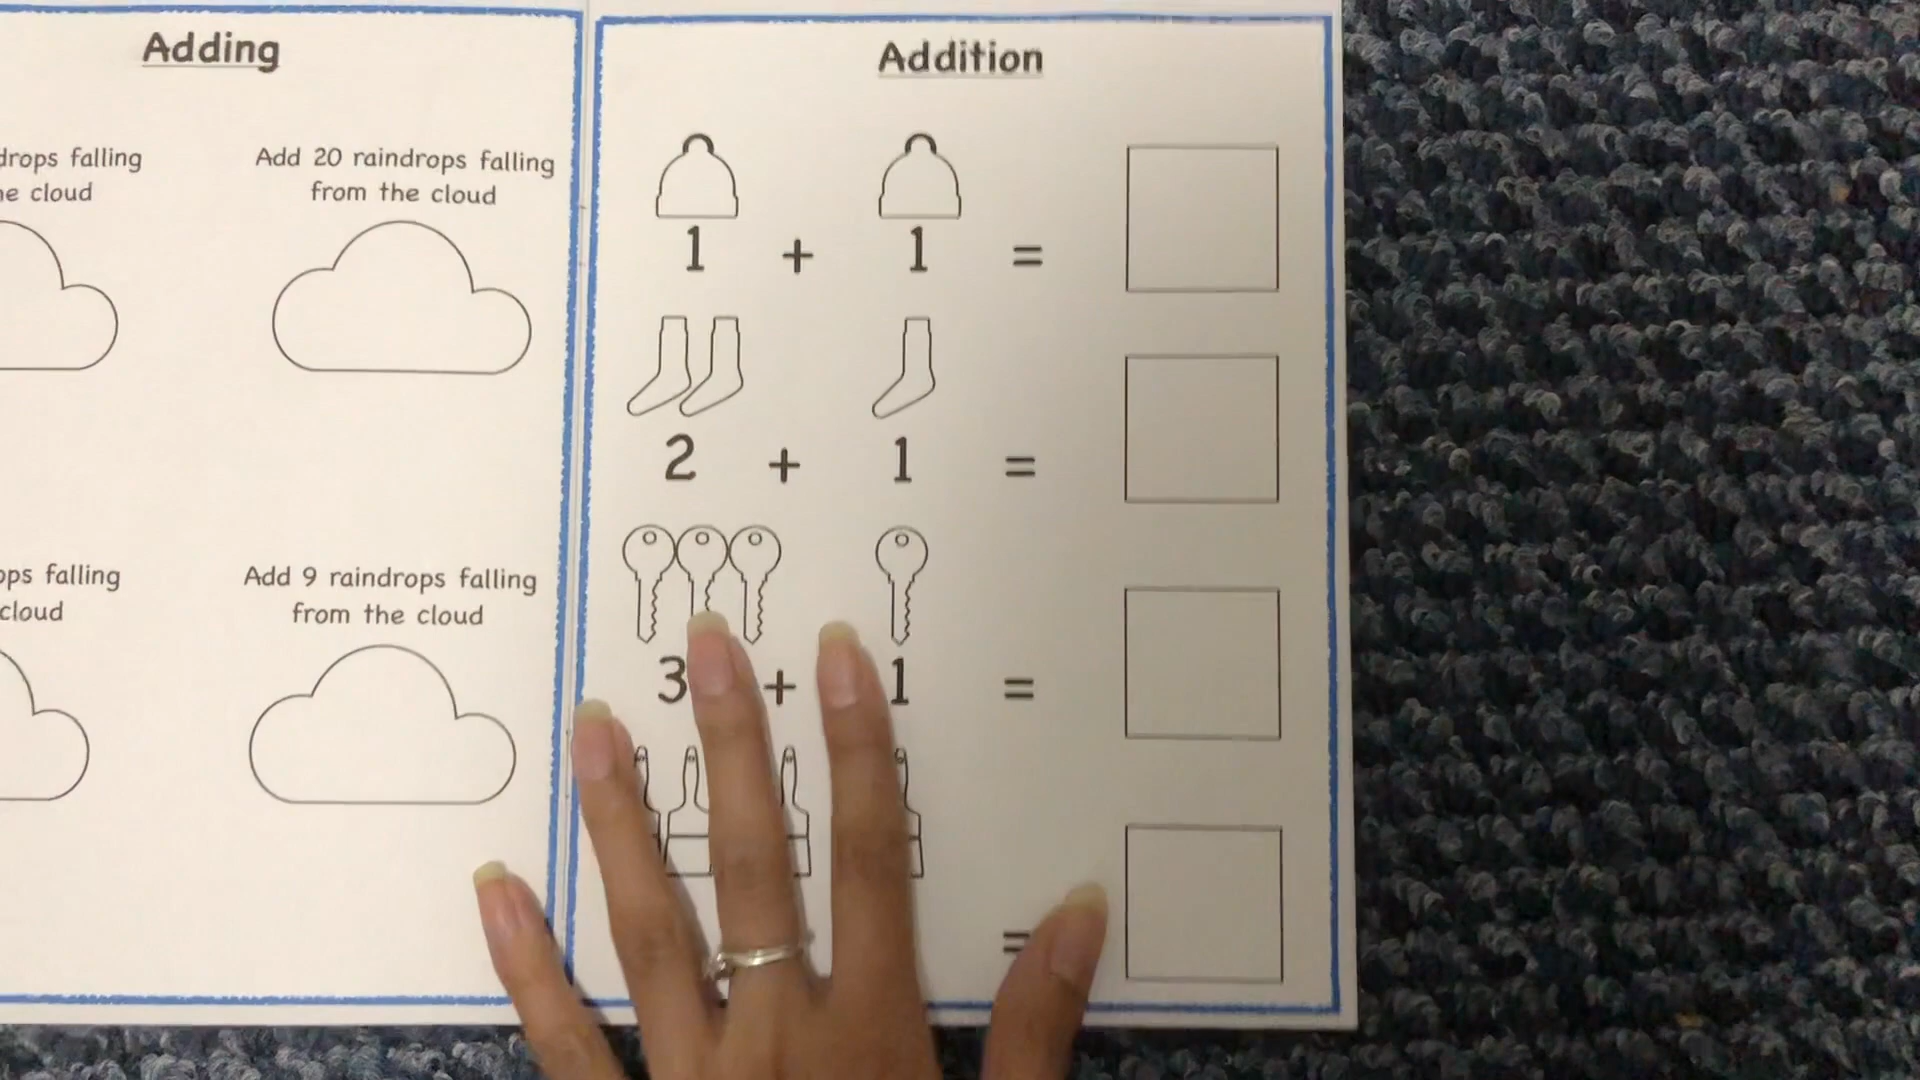 Adding
drops falling
cloud
Add 20 raindrops falling
from the cloud
falling
cloud
Add 9 raindrops falling
from the cloud
Addition
1 + 1 =
2 + 1 =
3 + 1 =
=